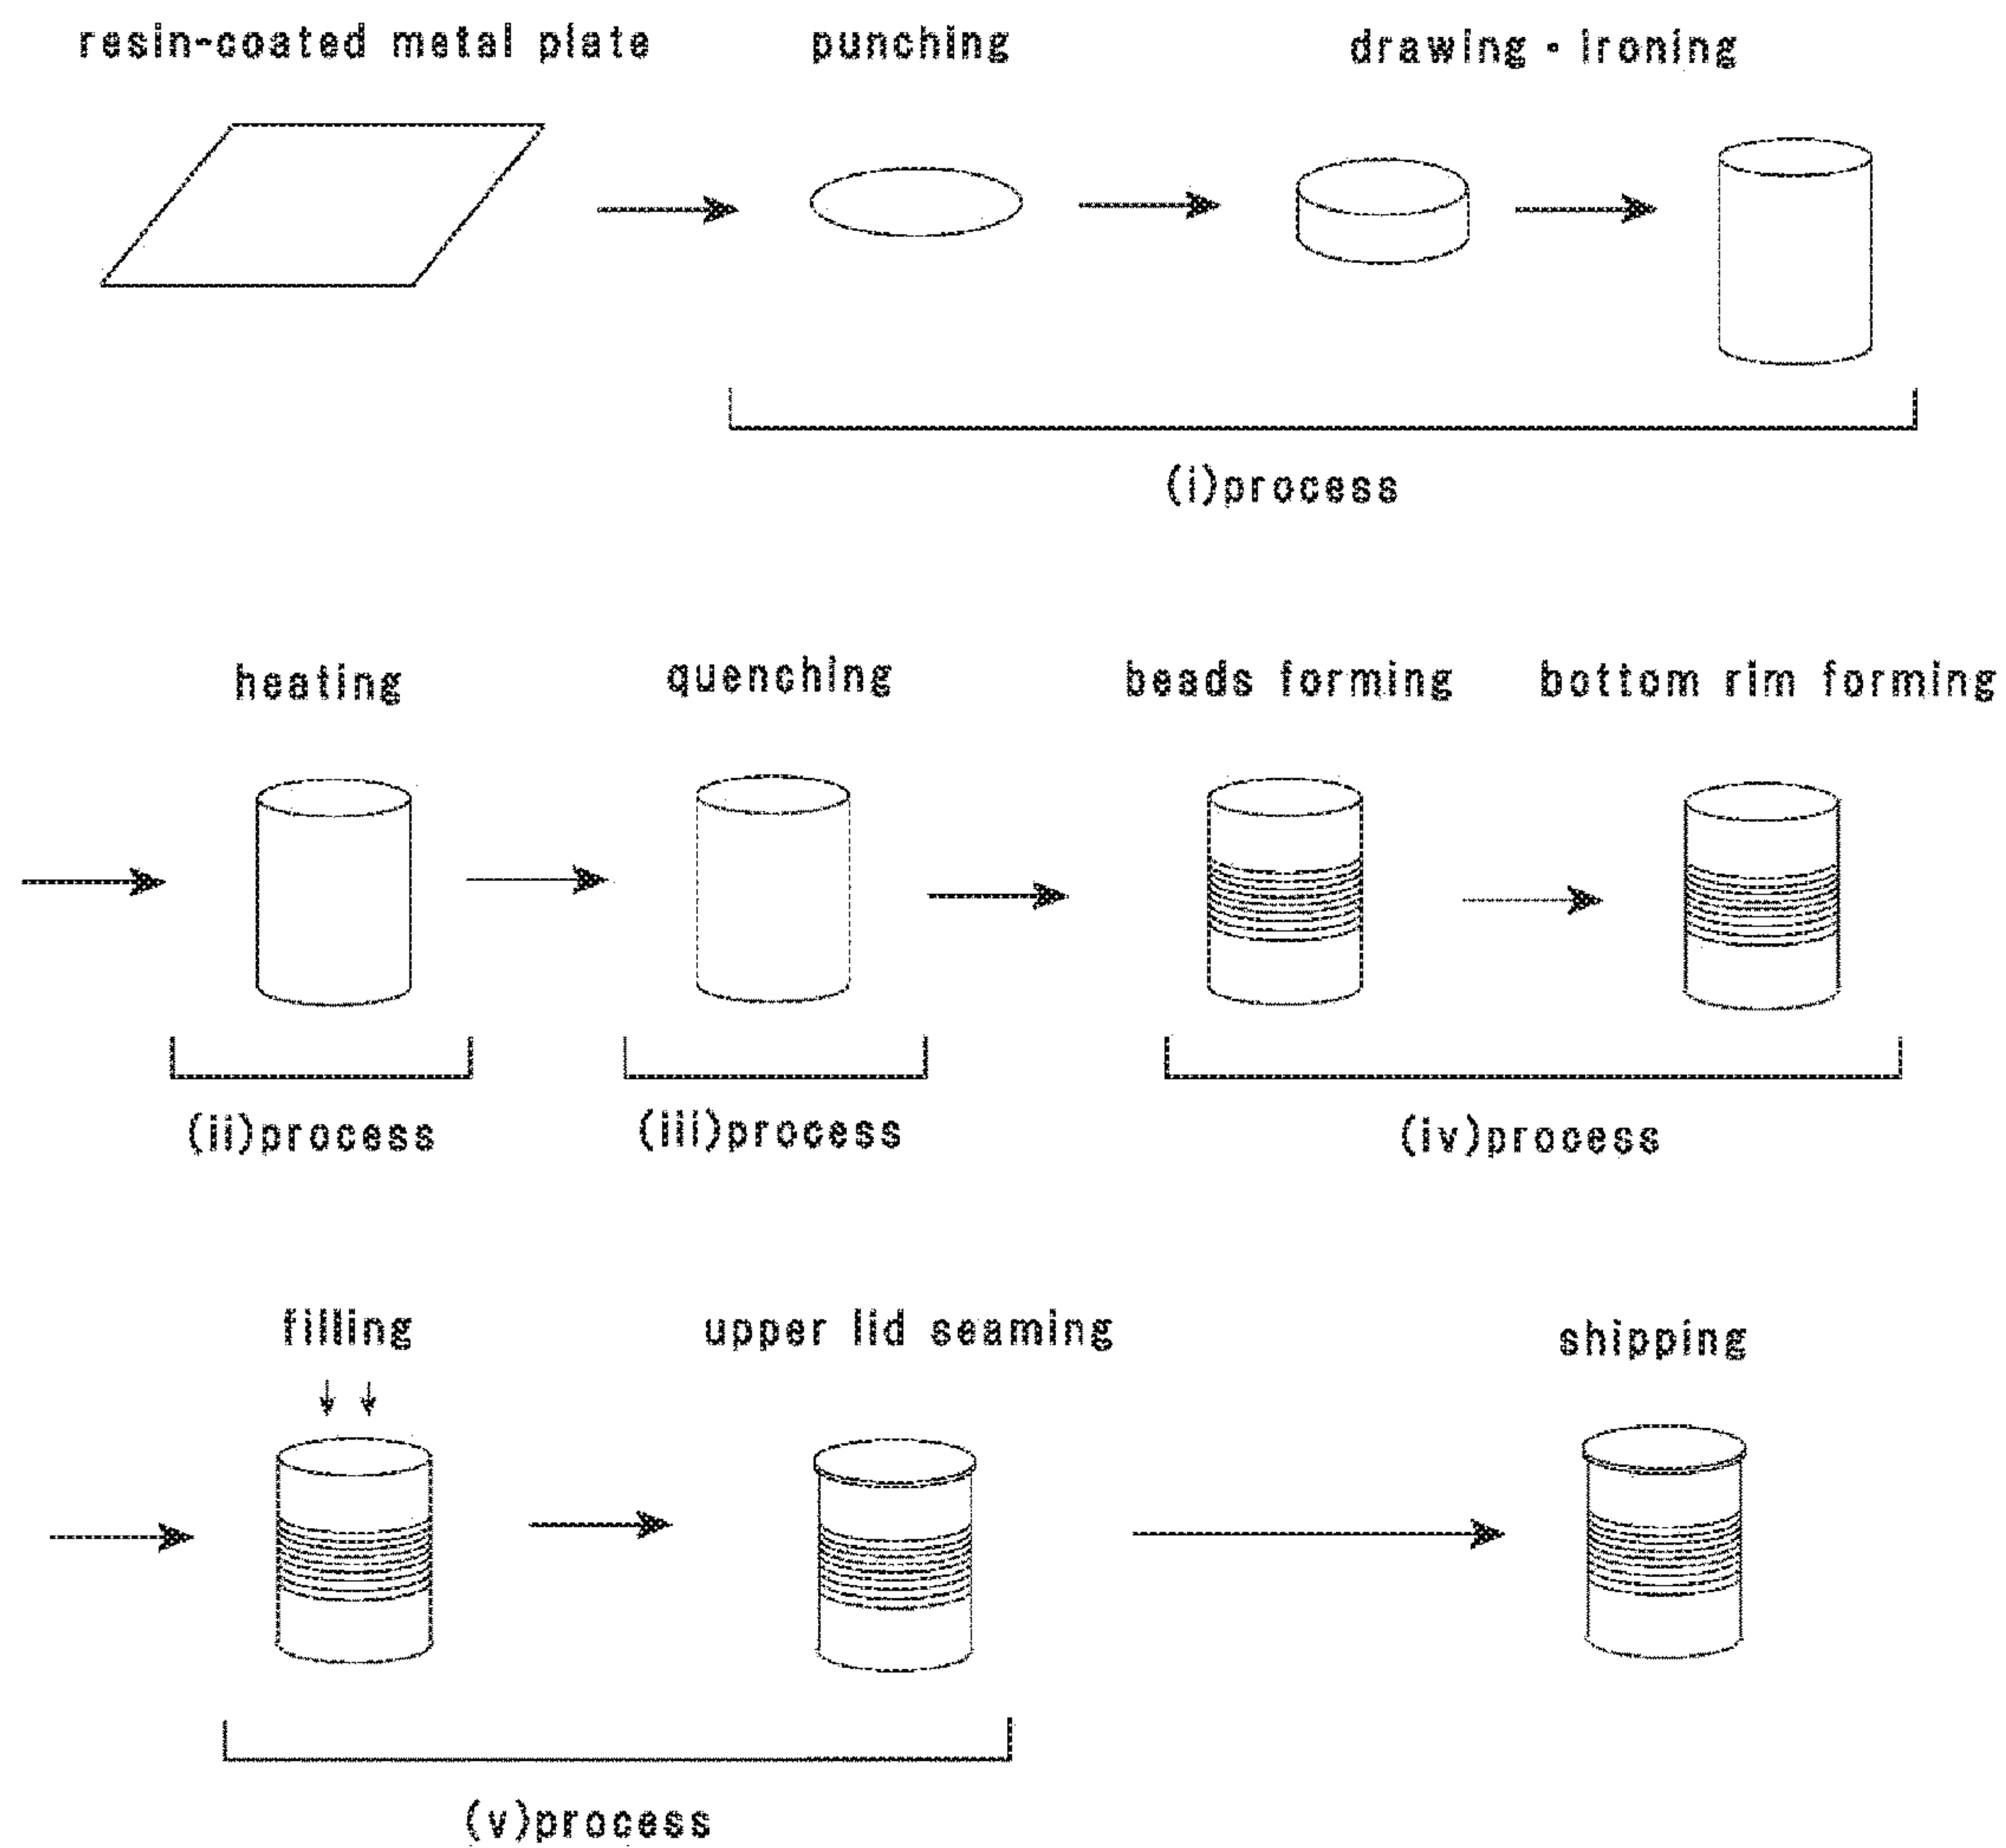 resin-coated metal plate
punching
drawing・ironing
(i)process
heating
quenching
beads forming
bottom rim forming
(ii)process
(iii)process
(iv)process
filling
upper lid seaming
shipping
(v)process